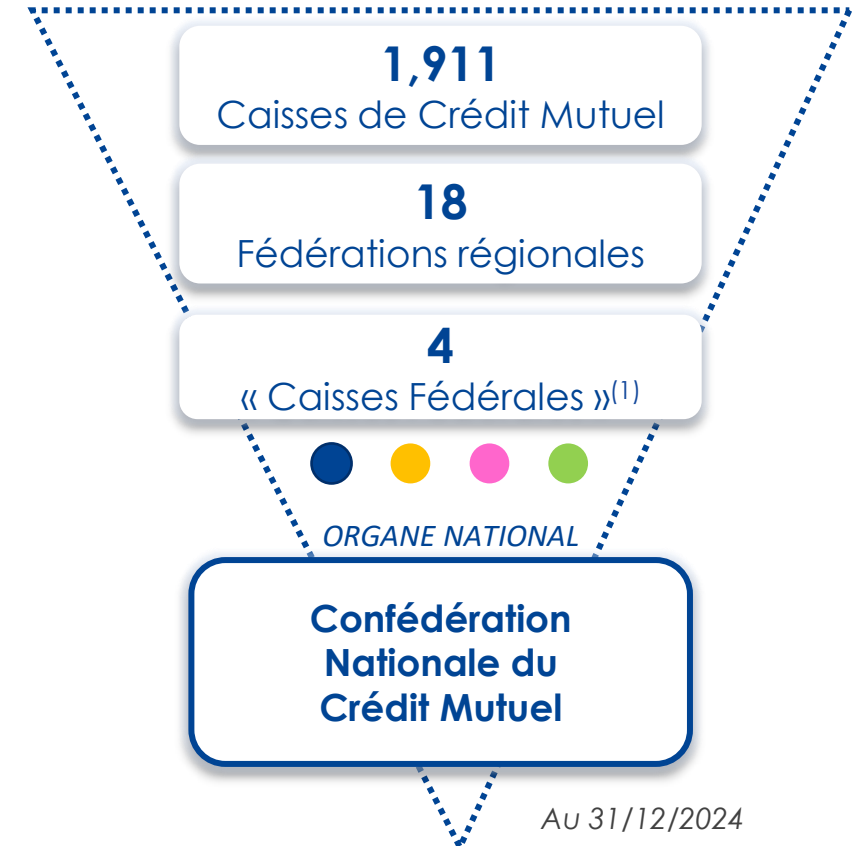 1,911
Caisses de Crédit Mutuel
18
Fédérations régionales
4
« Caisses Fédérales »(1)
ORGANE NATIONAL
Confédération
Nationale du
Crédit Mutuel
Au 31/12/2024